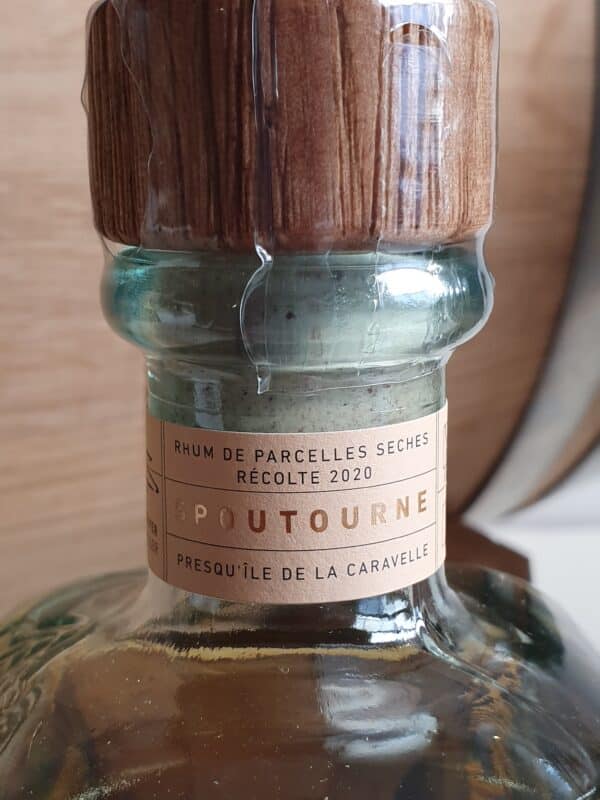 RHUM DE PARCELLES SECHES
RÉCOLTE 2020
SPOUTOURNE
PRESQU'ÎLE DE LA CARAVELLE